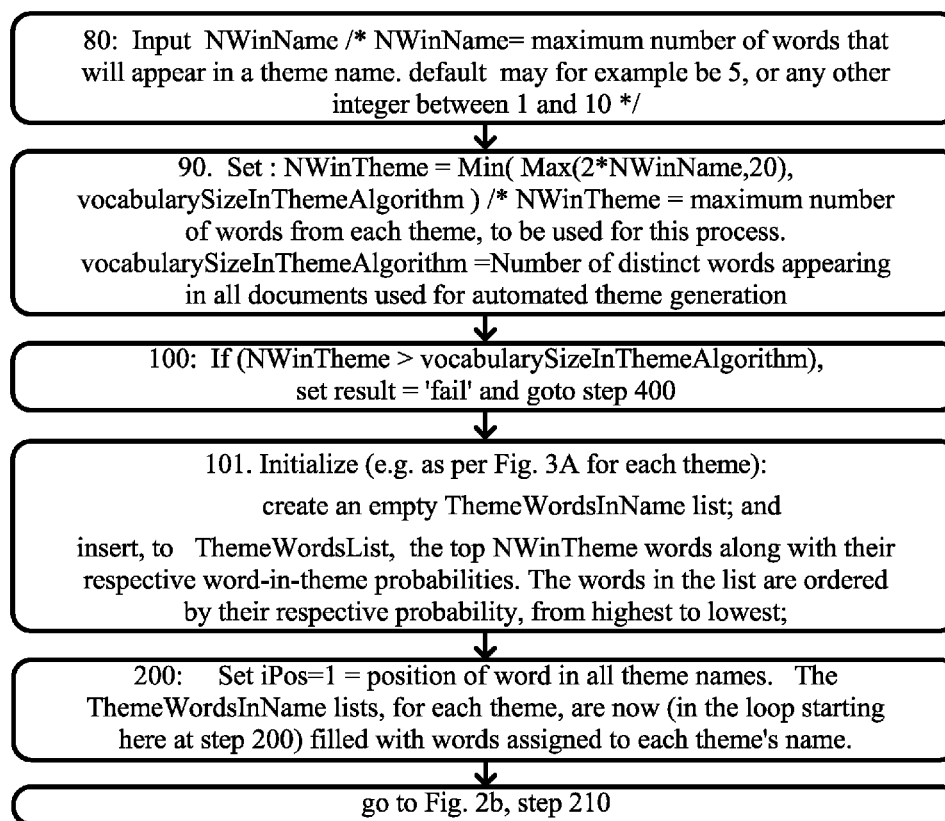 80: Input NWinName /* NWinName= maximum number of words that
will appear in a theme name. default may for example be 5, or any other
integer between 1 and 10 */
90. Set : NWinTheme = Min( Max(2*NWinName,20),
vocabularySizeInThemeAlgorithm ) /* NWinTheme = maximum number
of words from each theme, to be used for this process.
vocabularySizeInThemeAlgorithm =Number of distinct words appearing
in all documents used for automated theme generation
100: If (NWinTheme > vocabularySizeInThemeAlgorithm),
set result = 'fail' and goto step 400
101. Initialize (e.g. as per Fig. 3A for each theme):
create an empty ThemeWordsInName list; and
insert, to ThemeWordsList, the top NWinTheme words along with their
respective word-in-theme probabilities. The words in the list are ordered
by their respective probability, from highest to lowest;
200: Set iPos=1 = position of word in all theme names. The
ThemeWordsInName lists, for each theme, are now (in the loop starting
here at step 200) filled with words assigned to each theme's name.
go to Fig. 2b, step 210